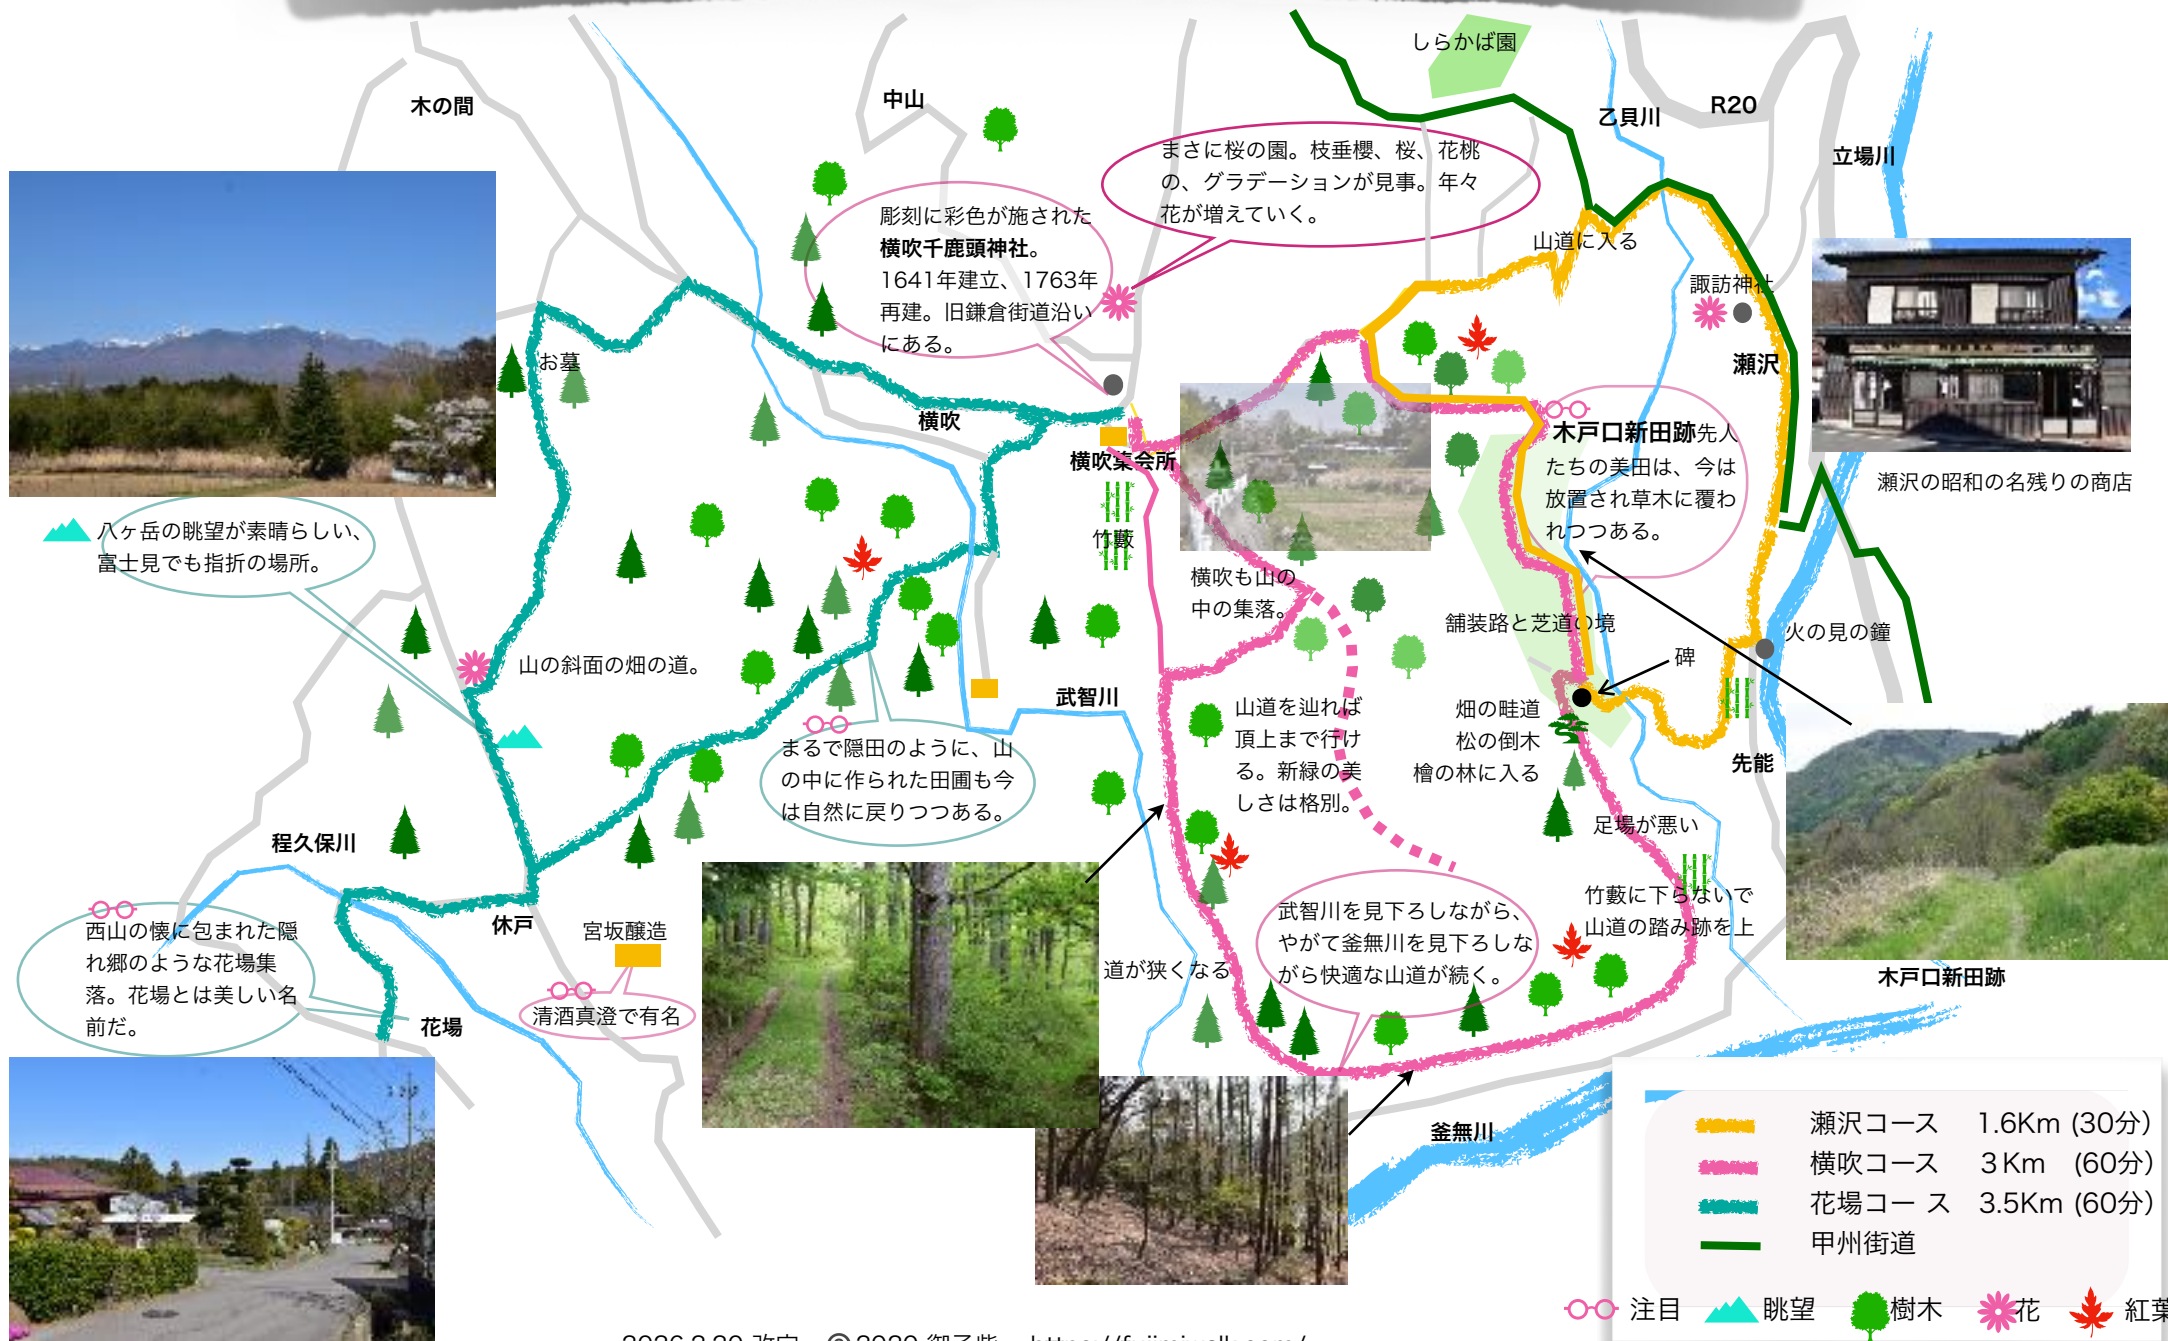 しらかば園
木の間
中山
乙貝川
R20
立場川
まさに桜の園。枝垂櫻、桜、花桃
の、グラデーションが見事。年々
花が増えていく。
彫刻に彩色が施された
横吹千鹿頭神社。
1641年建立、1763年
再建。旧鎌倉街道沿い
にある。
山道に入る
諏訪神社
瀬沢
お墓
横吹
横吹集会所
竹藪
木戸口新田跡先人
たちの美田は、今は
放置され草木に覆わ
れつつある。
瀬沢の昭和の名残りの商店
八ヶ岳の眺望が素晴らしい、
富士見でも指折の場所。
横吹も山の
中の集落。
舗装路と芝道の境
火の見の鐘
碑
山の斜面の畑の道。
武智川
山道を辿れば
頂上まで行け
る。新緑の美
しさは格別。
畑の畦道
松の倒木
檜の林に入る
先能
まるで隠田のように、山
の中に作られた田圃も今
は自然に戻りつつある。
足場が悪い
程久保川
竹藪に下らないで
山道の踏み跡を上
武智川を見下ろしながら、
やがて釜無川を見下ろしな
がら快適な山道が続く。
西山の懐に包まれた隠
れ郷のような花場集
落。花場とは美しい名
前だ。
休戸
宮坂醸造
清酒真澄で有名
花場
道が狭くなる
木戸口新田跡
釜無川
瀬沢コース 1.6Km (30分)
横吹コース 3Km (60分)
花場コース 3.5Km (60分)
甲州街道
注目 眺望 樹木 花 紅葉